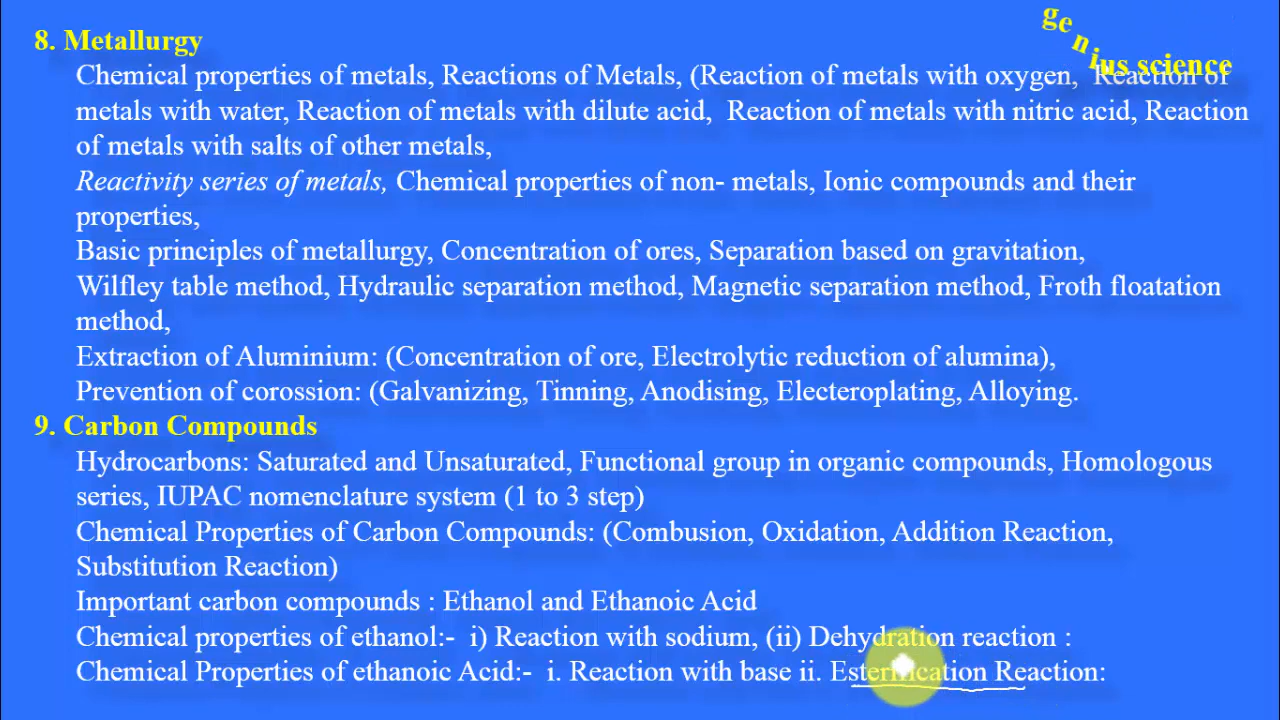 genius science
8. Metallurgy
Chemical properties of metals, Reactions of Metals, (Reaction of metals with oxygen, Reaction of
metals with water, Reaction of metals with dilute acid, Reaction of metals with nitric acid, Reaction
of metals with salts of other metals,
Reactivity series of metals, Chemical properties of non- metals, Ionic compounds and their
properties,
Basic principles of metallurgy, Concentration of ores, Separation based on gravitation,
Wilfley table method, Hydraulic separation method, Magnetic separation method, Froth floatation
method,
Extraction of Aluminium: (Concentration of ore, Electrolytic reduction of alumina),
Prevention of corossion: (Galvanizing, Tinning, Anodising, Electeroplating, Alloying.
9. Carbon Compounds
Hydrocarbons: Saturated and Unsaturated, Functional group in organic compounds, Homologous
series, IUPAC nomenclature system (1 to 3 step)
Chemical Properties of Carbon Compounds: (Combusion, Oxidation, Addition Reaction,
Substitution Reaction)
Important carbon compounds : Ethanol and Ethanoic Acid
Chemical properties of ethanol:- i) Reaction with sodium, (ii) Dehydration reaction :
Chemical Properties of ethanoic Acid:- i. Reaction with base ii. Esterification Reaction: